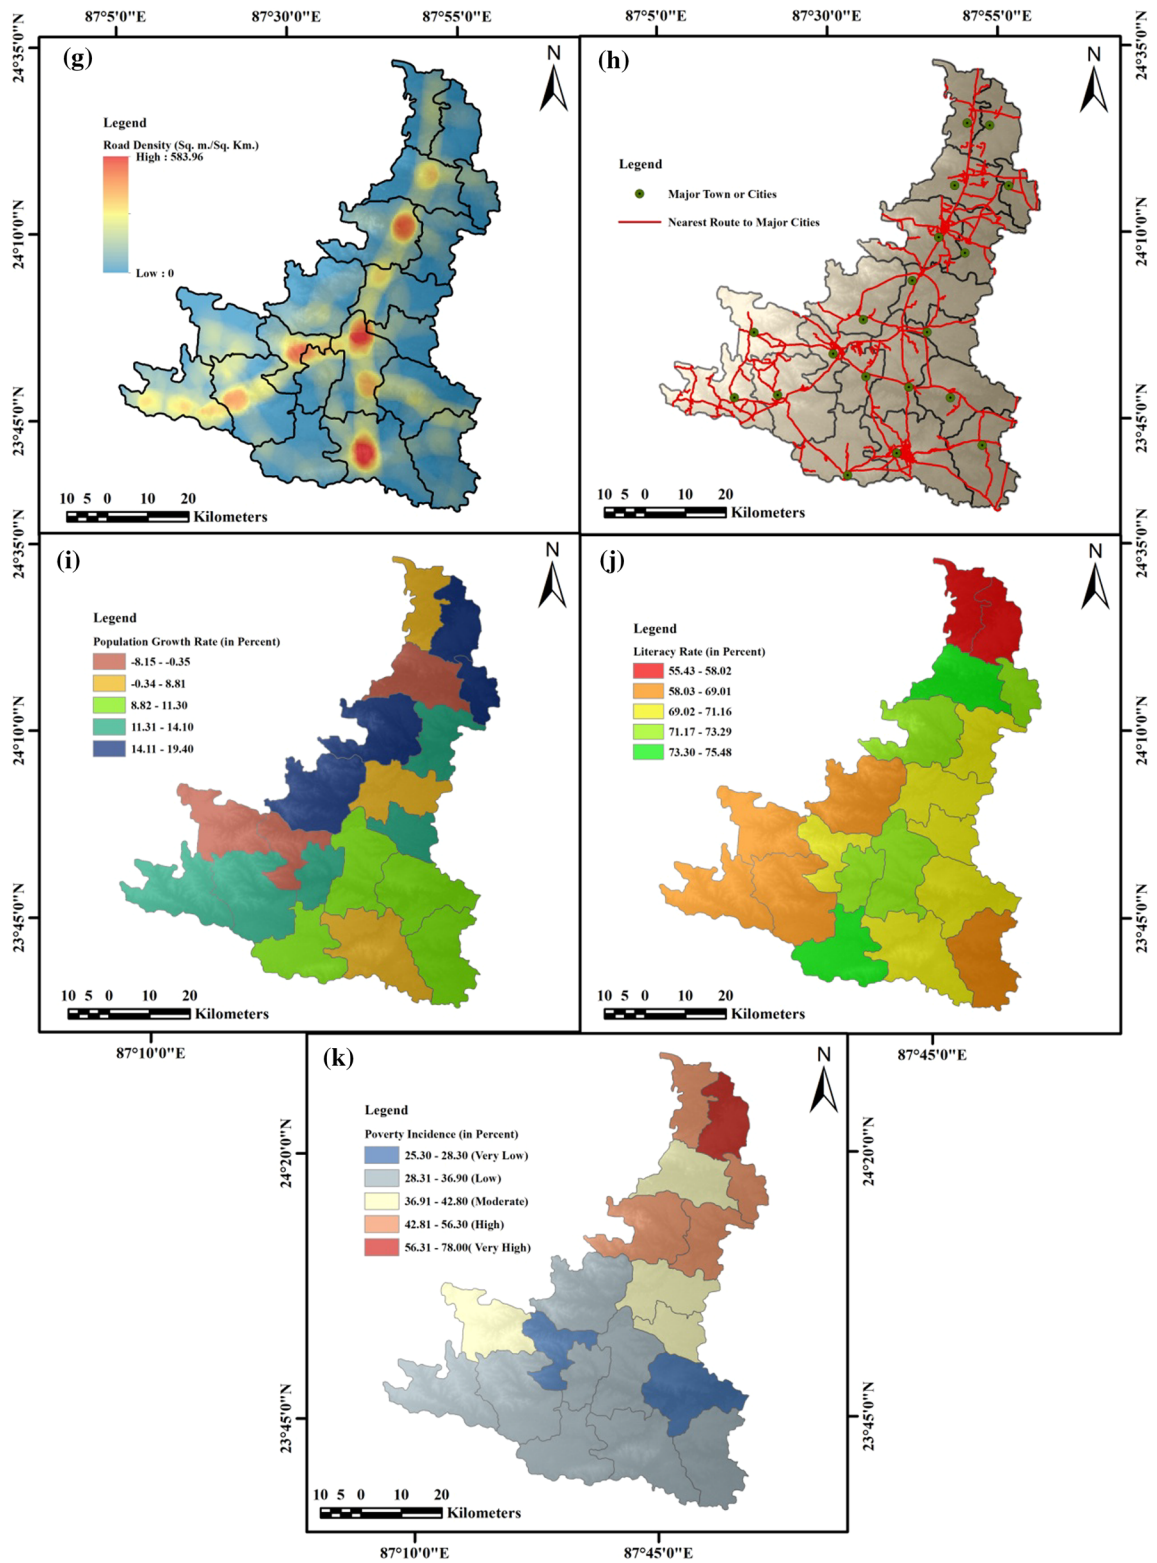 87°5'0"E 87°30'0"E 87°55'0"E 87°5'0"E 87°30'0"E 87°55'0"E
24°35'0"N
24°10'0"N
23°45'0"N
(g)
N
Legend
Road Density (Sq. m./Sq. Km.)
High : 583.96
Low : 0
10 5 0 10 20
Kilometers
(h)
N
Legend
Major Town or Cities
Nearest Route to Major Cities
10 5 0 10 20
Kilometers
24°35'0"N
24°10'0"N
23°45'0"N
24°35'0"N
24°10'0"N
23°45'0"N
(i)
N
Legend
Population Growth Rate (in Percent)
-8.15 - -0.35
-0.34 - 8.81
8.82 - 11.30
11.31 - 14.10
14.11 - 19.40
10 5 0 10 20
Kilometers
(j)
N
Legend
Literacy Rate (in Percent)
55.43 - 58.02
58.03 - 69.01
69.02 - 71.16
71.17 - 73.29
73.30 - 75.48
10 5 0 10 20
Kilometers
24°35'0"N
24°10'0"N
23°45'0"N
87°10'0"E 87°45'0"E
(k)
N
Legend
Poverty Incidence (in Percent)
25.30 - 28.30 (Very Low)
28.31 - 36.90 (Low)
36.91 - 42.80 (Moderate)
42.81 - 56.30 (High)
56.31 - 78.00( Very High)
24°20'0"N
23°45'0"N
24°20'0"N
23°45'0"N
10 5 0 10 20
Kilometers
87°10'0"E 87°45'0"E